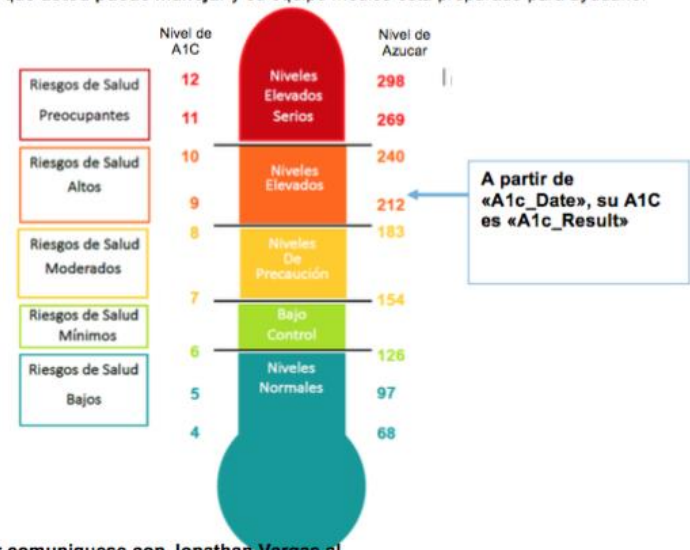 Nivel de
A1C
Nivel de
Azucar
Riesgos de Salud
Preocupantes
12
11
Niveles
Elevados
Serios
298
269
Riesgos de Salud
Altos
10
9
Niveles
Elevados
240
212
A partir de
«A1c_Date», su A1C
es «A1c_Result»
Riesgos de Salud
Moderados
8
7
Niveles
De
Precaución
183
154
Riesgos de Salud
Mínimos
6
Bajo
Control
126
Riesgos de Salud
Bajos
5
4
Niveles
Normales
97
68
comuniquese con Jonathan Vargas al